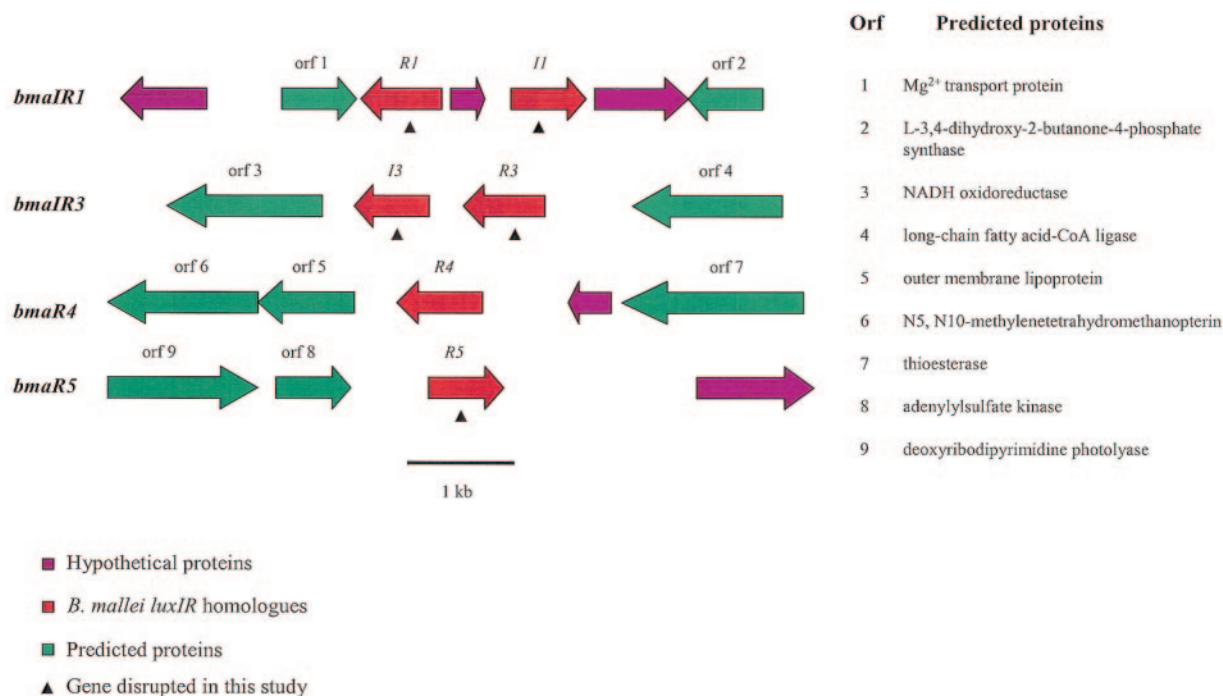 Orf Predicted proteins
orf 1 R1 I1 orf 2
bmaIR1
orf 3 I3 R3 orf 4
bmaIR3
orf 6 orf 5 R4 orf 7
bmaR4
orf 9 orf 8 R5
bmaR5
1 kb
1 Mg²⁺ transport protein
2 L-3,4-dihydroxy-2-butanone-4-phosphate
synthase
3 NADH oxidoreductase
4 long-chain fatty acid-CoA ligase
5 outer membrane lipoprotein
6 N5, N10-methylenetetrahydromethanopterin
7 thioesterase
8 adenylylsulfate kinase
9 deoxyribodipyrimidine photolyase
Hypothetical proteins
B. mallei luxIR homologues
Predicted proteins
▲ Gene disrupted in this study